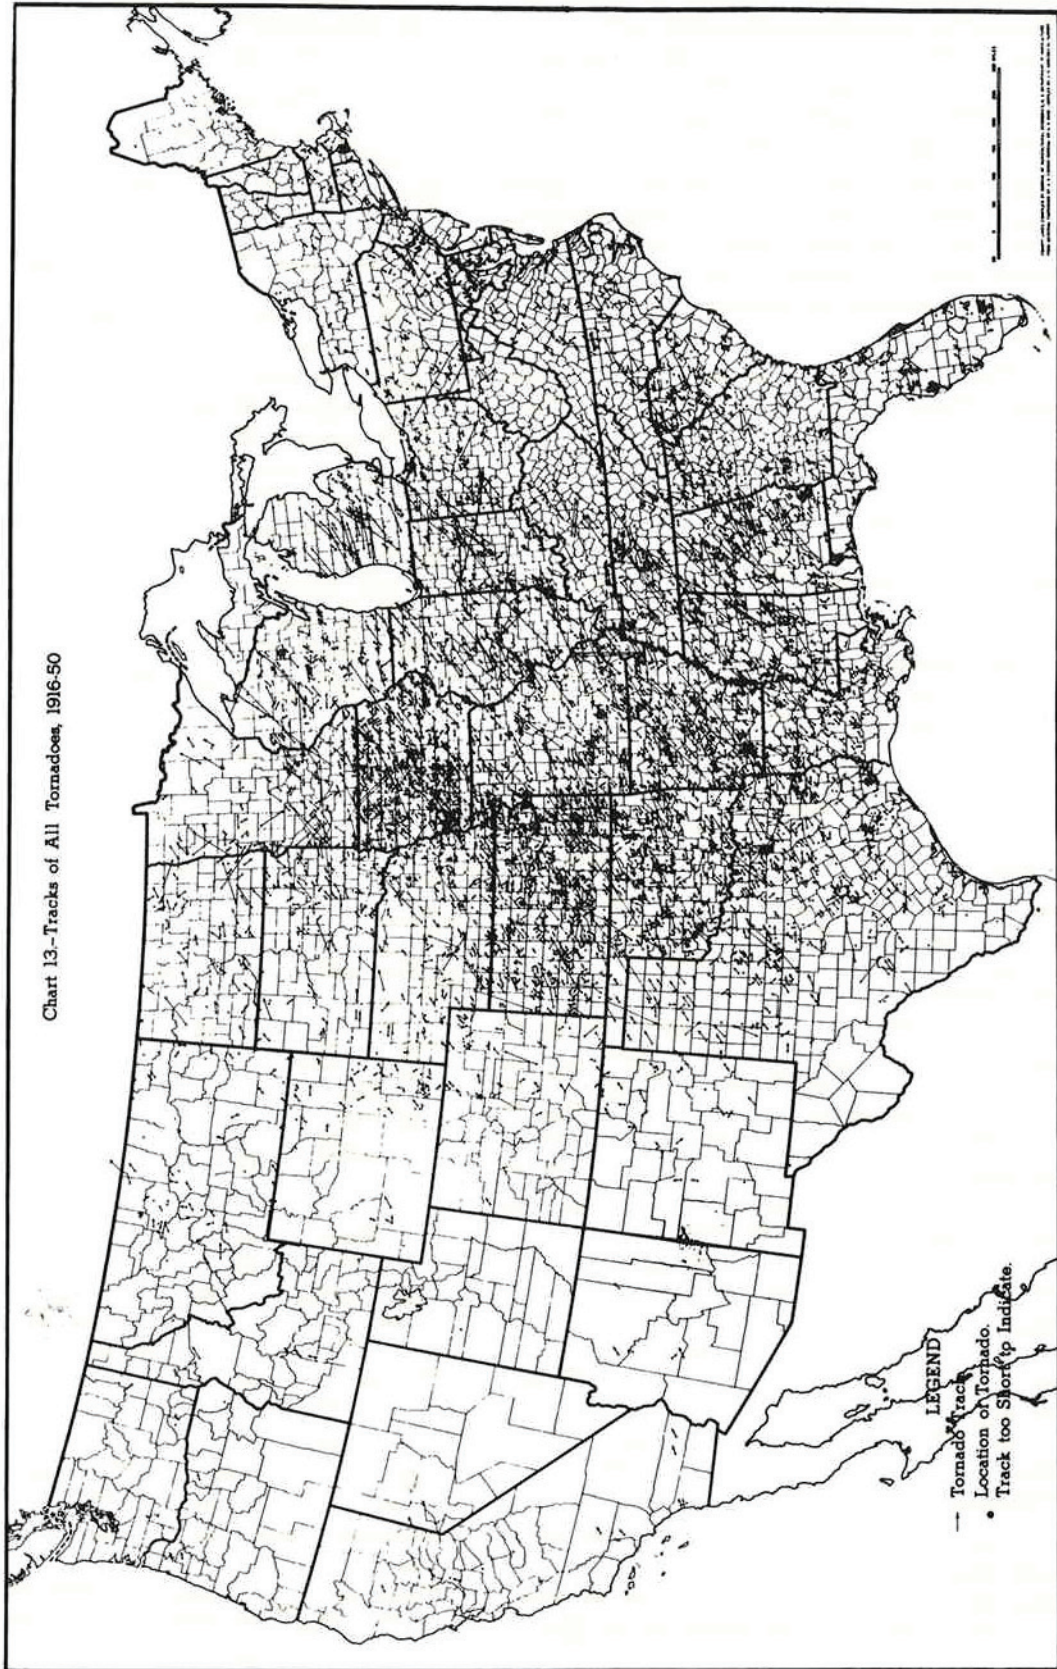 Chart 13.-Tracks of All Tornadoes, 1916-50
LEGEND
Tornado Track.
Location of Tornado.
Track too Short to Indicate.